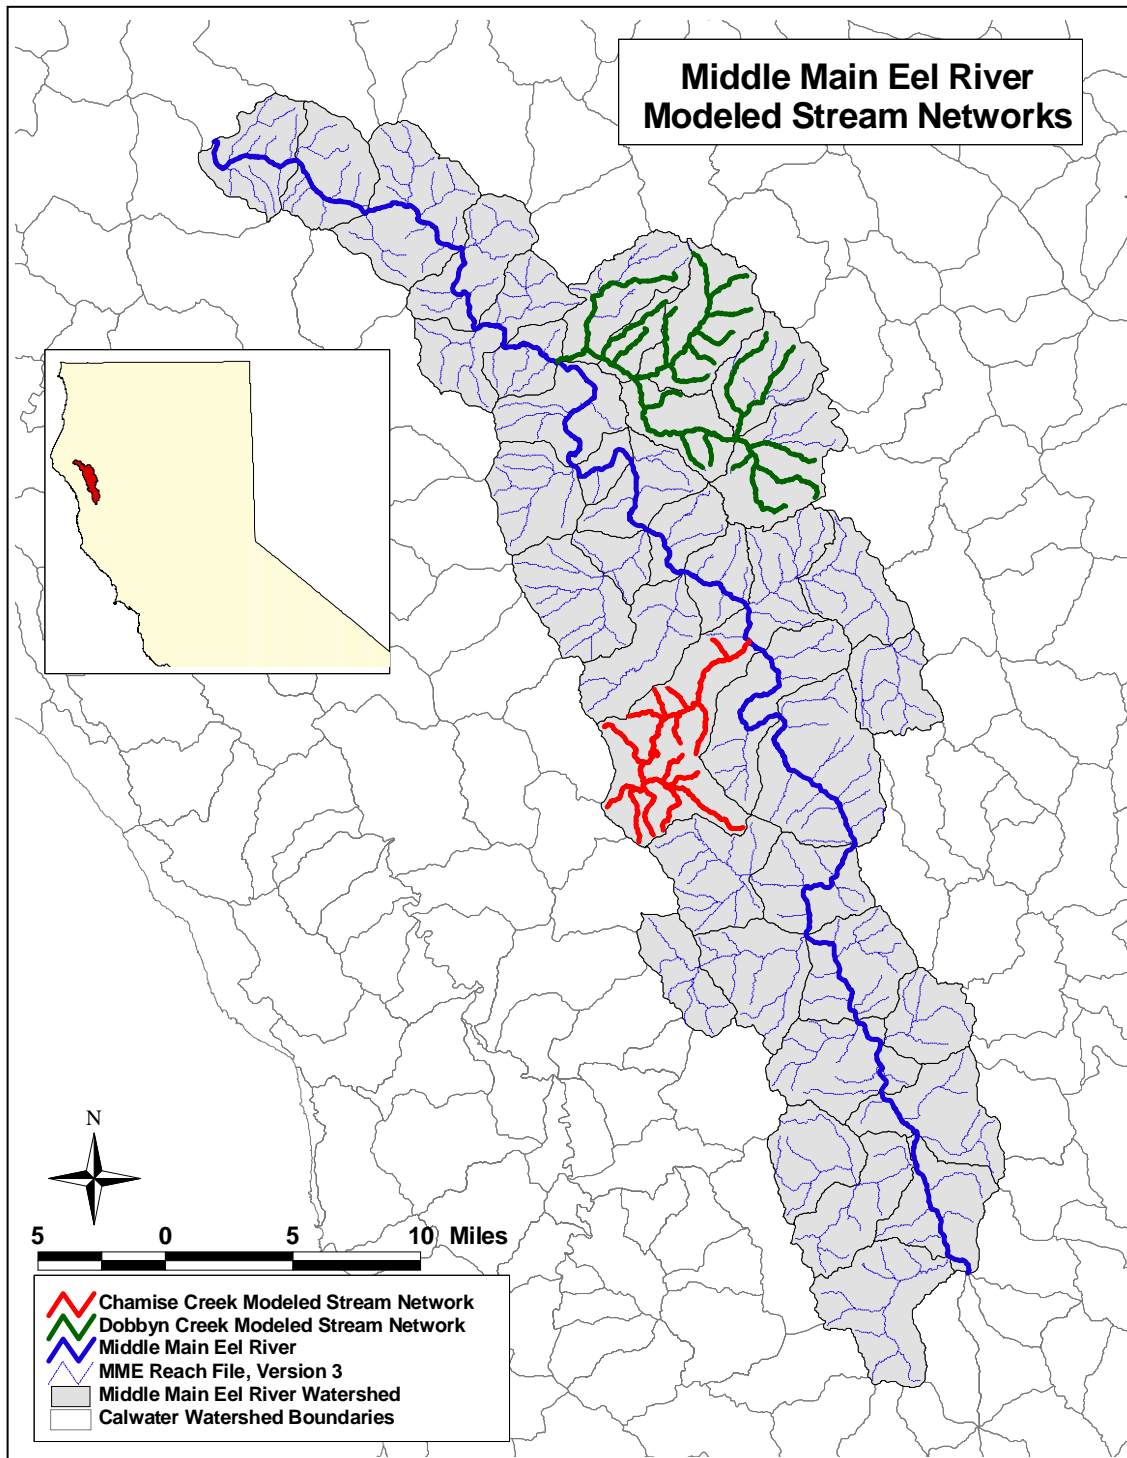 Middle Main Eel River
Modeled Stream Networks
N
5 0 5 10 Miles
Chamise Creek Modeled Stream Network
Dobbyn Creek Modeled Stream Network
Middle Main Eel River
MME Reach File, Version 3
Middle Main Eel River Watershed
Calwater Watershed Boundaries